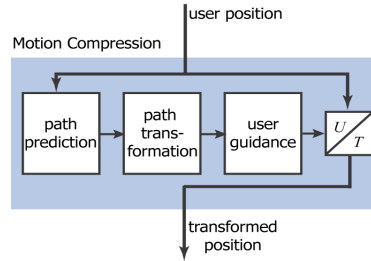 user position
Motion Compression
path
prediction
path
trans-
formation
user
guidance
U
T
transformed
position